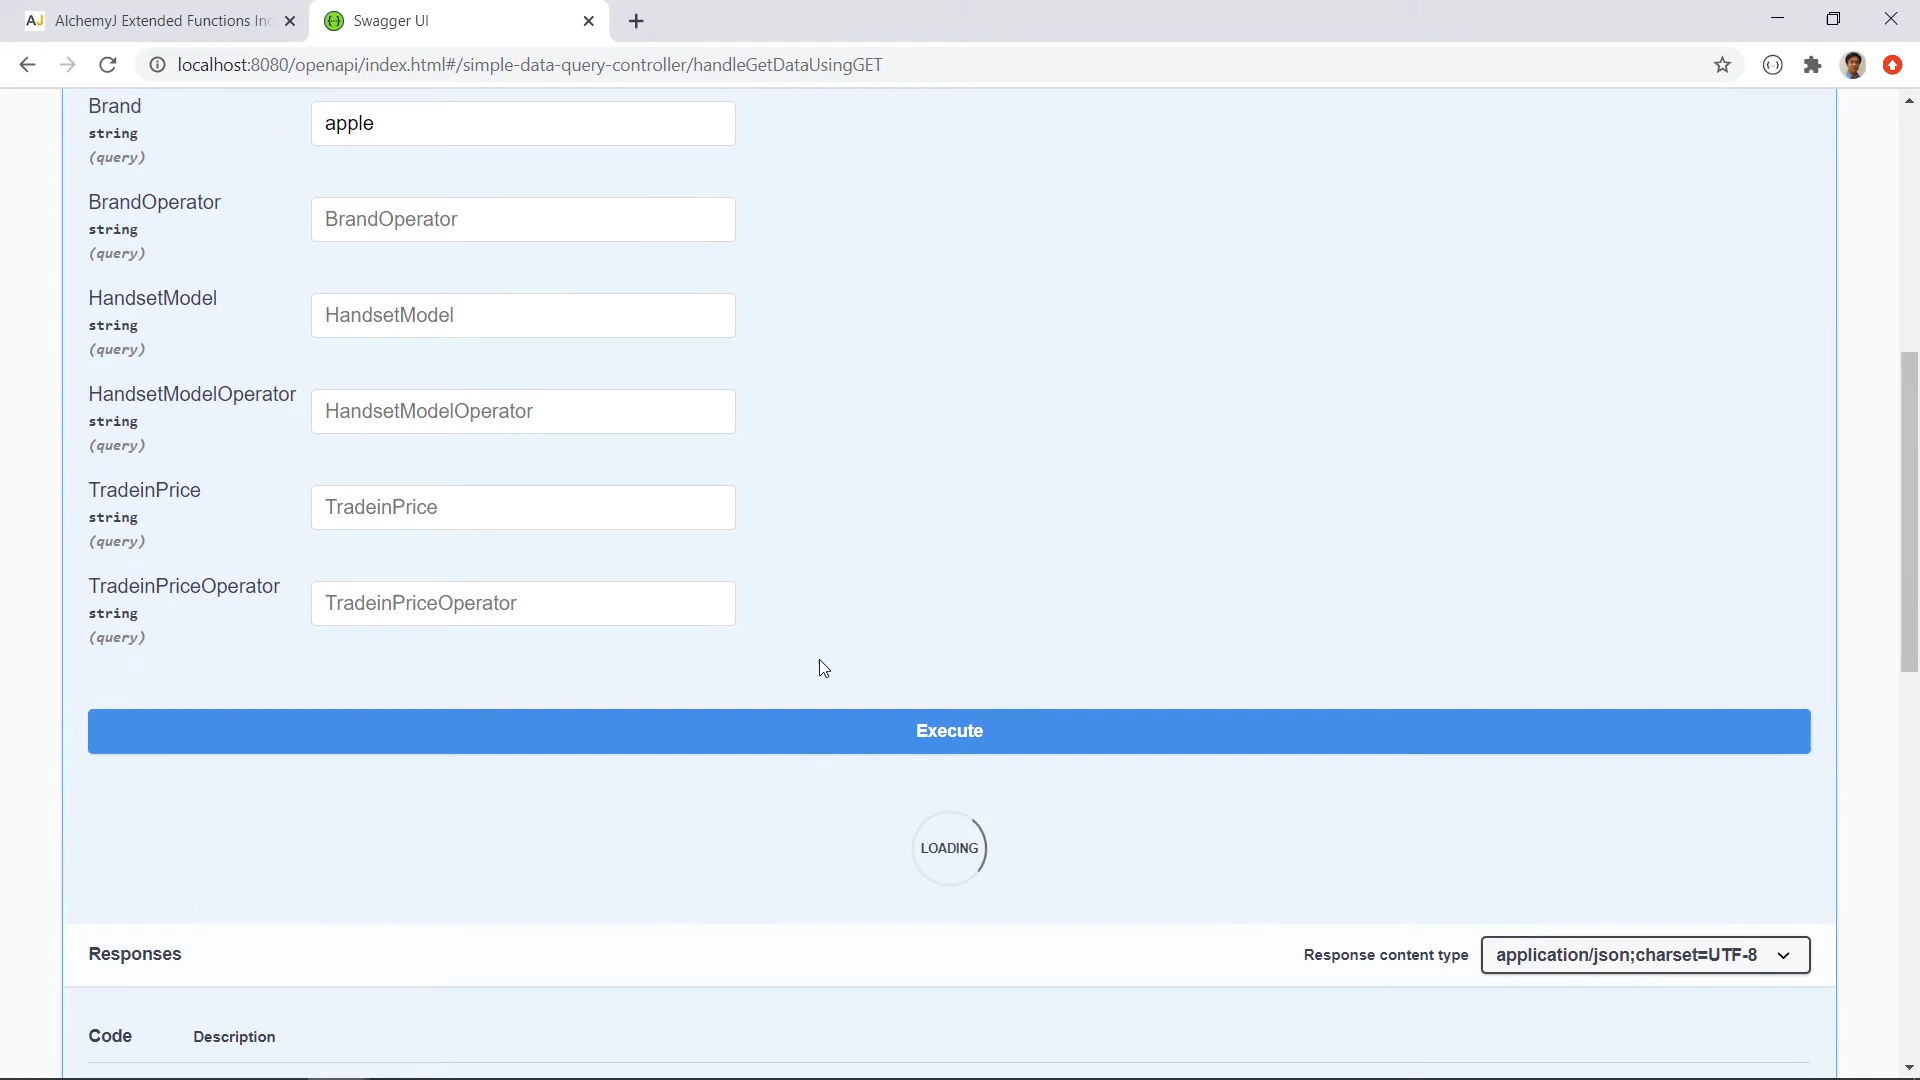 AJ AlchemyJ Extended Functions Ind
Swagger UI
localhost:8080/openapi/index.html#/simple-data-query-controller/handleGetDataUsingGET
Brand
string
(query)
apple
BrandOperator
string
(query)
BrandOperator
HandsetModel
string
(query)
HandsetModel
HandsetModelOperator
string
(query)
HandsetModelOperator
TradeinPrice
string
(query)
TradeinPrice
TradeinPriceOperator
string
(query)
TradeinPriceOperator
Execute
LOADING
Responses
Response content type
application/json;charset=UTF-8
Code
Description